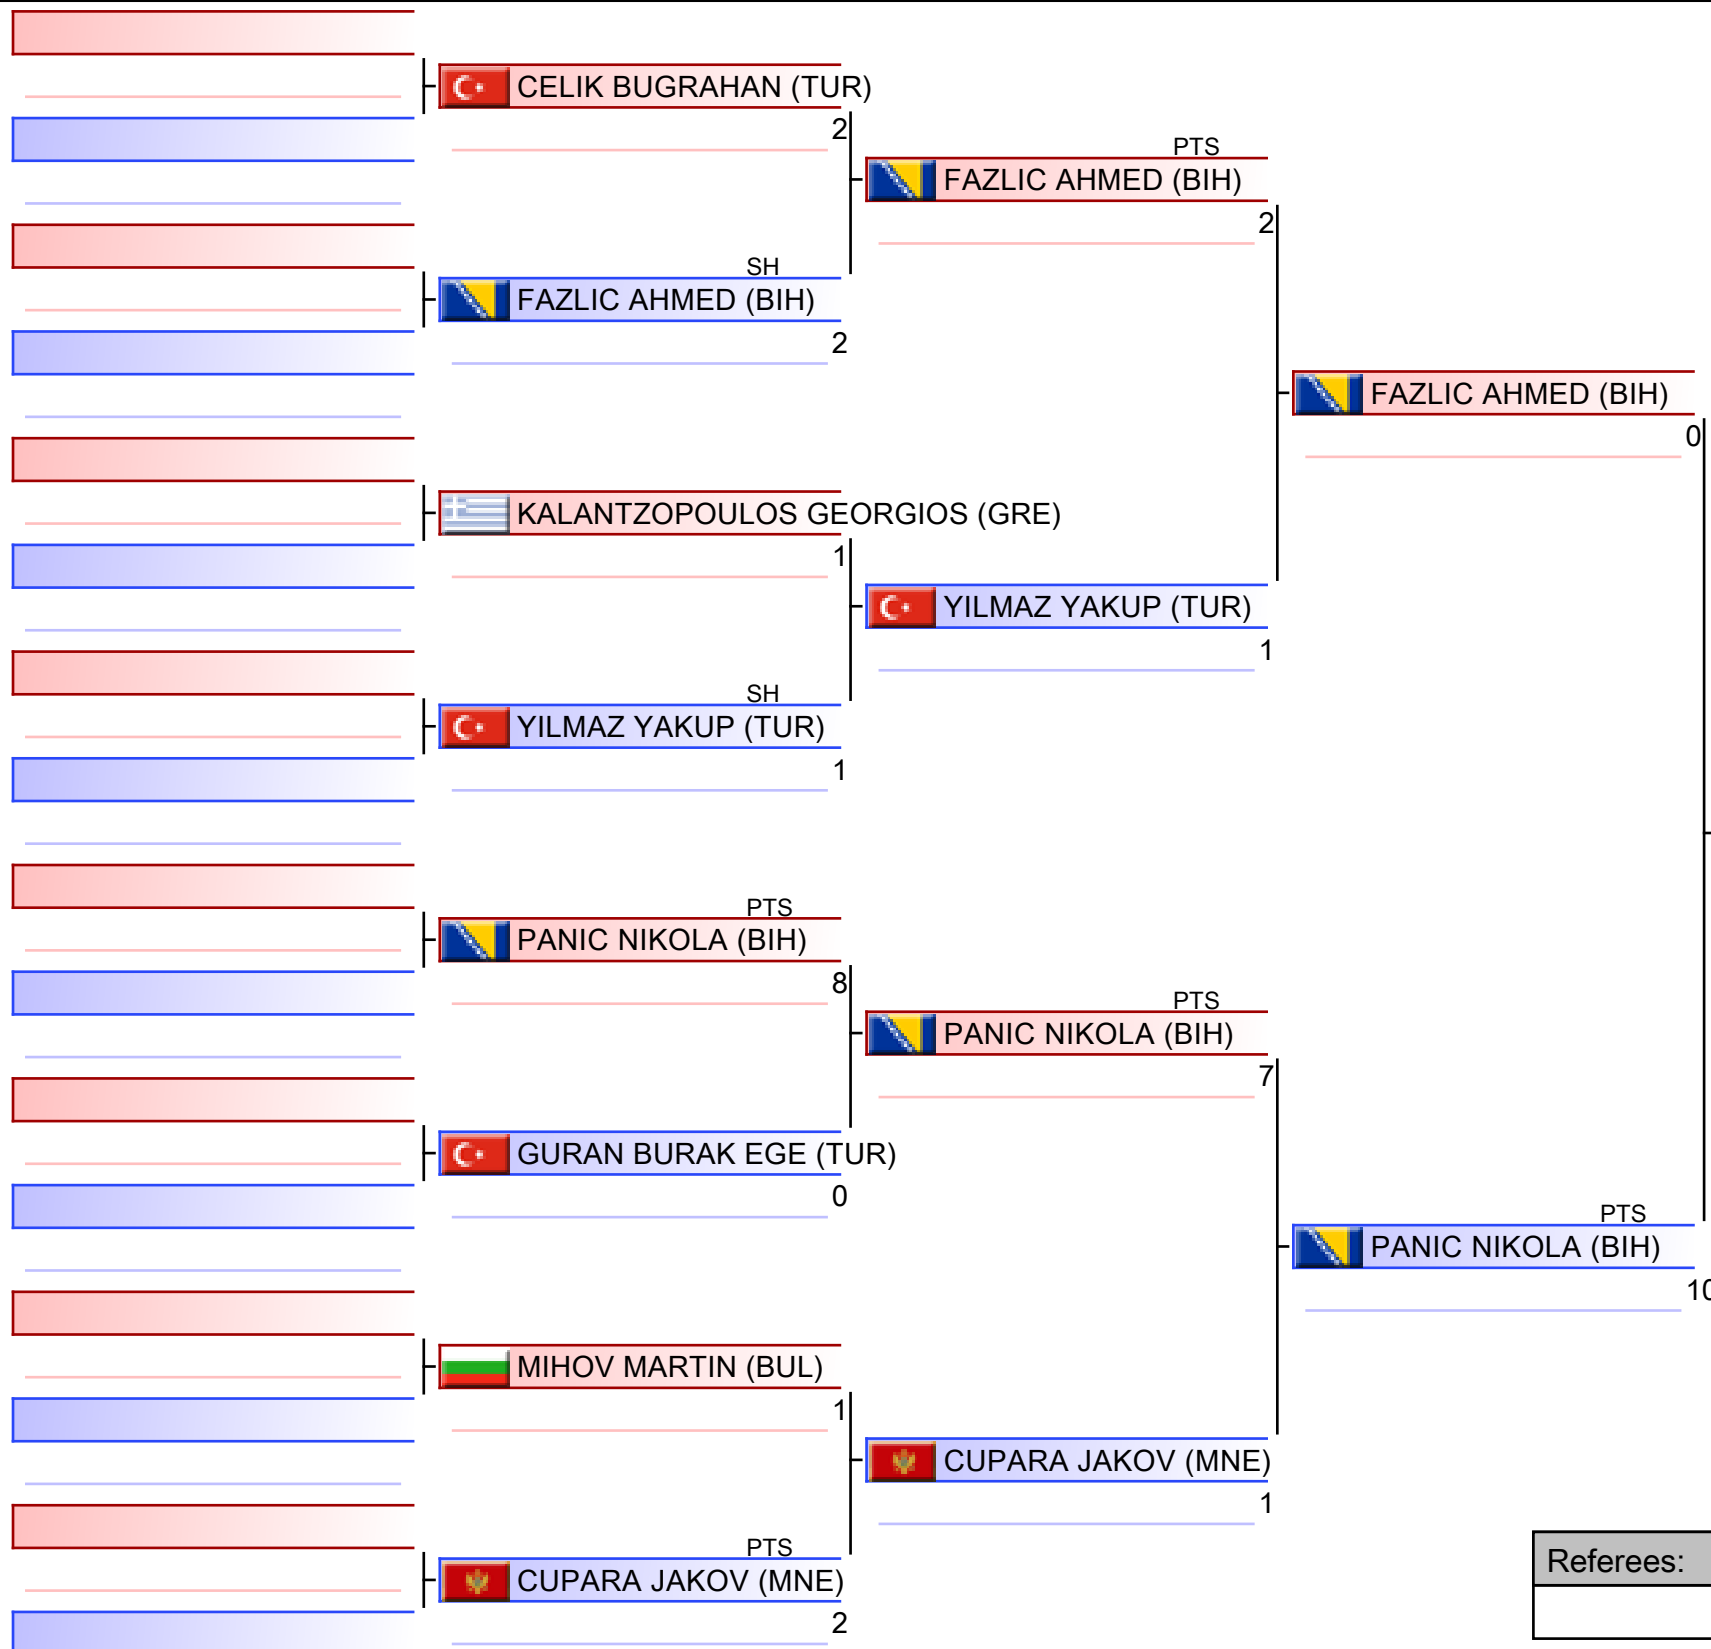 CELIK BUGRAHAN (TUR)
2
PTS
FAZLIC AHMED (BIH)
2
SH
FAZLIC AHMED (BIH)
2
FAZLIC AHMED (BIH)
0
KALANTZOPOULOS GEORGIOS (GRE)
1
YILMAZ YAKUP (TUR)
1
SH
YILMAZ YAKUP (TUR)
1
PTS
PANIC NIKOLA (BIH)
8
PTS
PANIC NIKOLA (BIH)
7
GURAN BURAK EGE (TUR)
0
PTS
PANIC NIKOLA (BIH)
10
MIHOV MARTIN (BUL)
1
CUPARA JAKOV (MNE)
1
PTS
CUPARA JAKOV (MNE)
2
Referees: